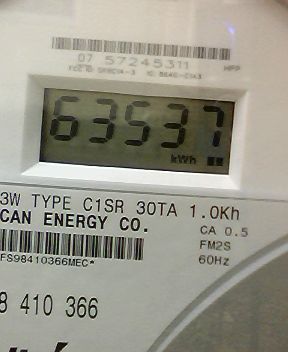 07 57245311
HPP
63537
kWh
3W TYPE C1SR 30TA 1.0Kh
CAN ENERGY CO.
CA 0.5
FM2S
60Hz
FS98410366MEC*
8 410 366